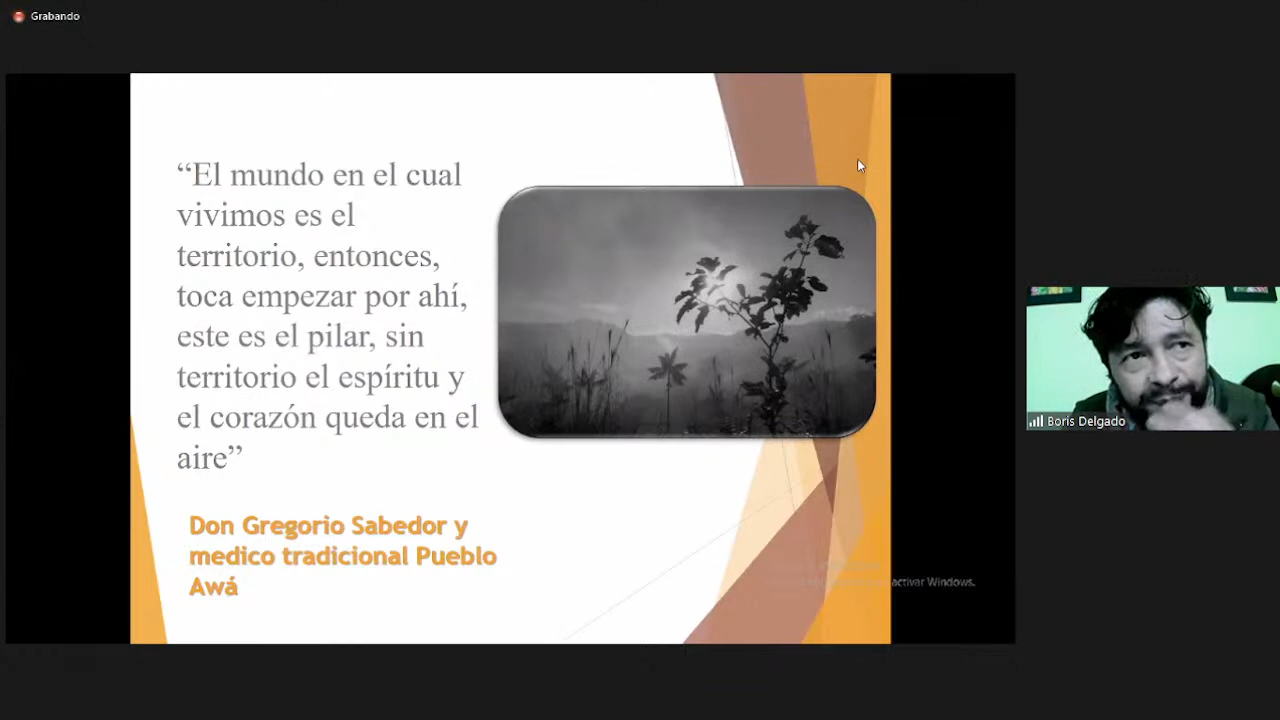 Grabando
“El mundo en el cual
vivimos es el
territorio, entonces,
toca empezar por ahí,
este es el pilar, sin
territorio el espíritu y
el corazón queda en el
aire”
Don Gregorio Sabedor y
medico tradicional Pueblo
Awá
activar Windows.
Boris Delgado